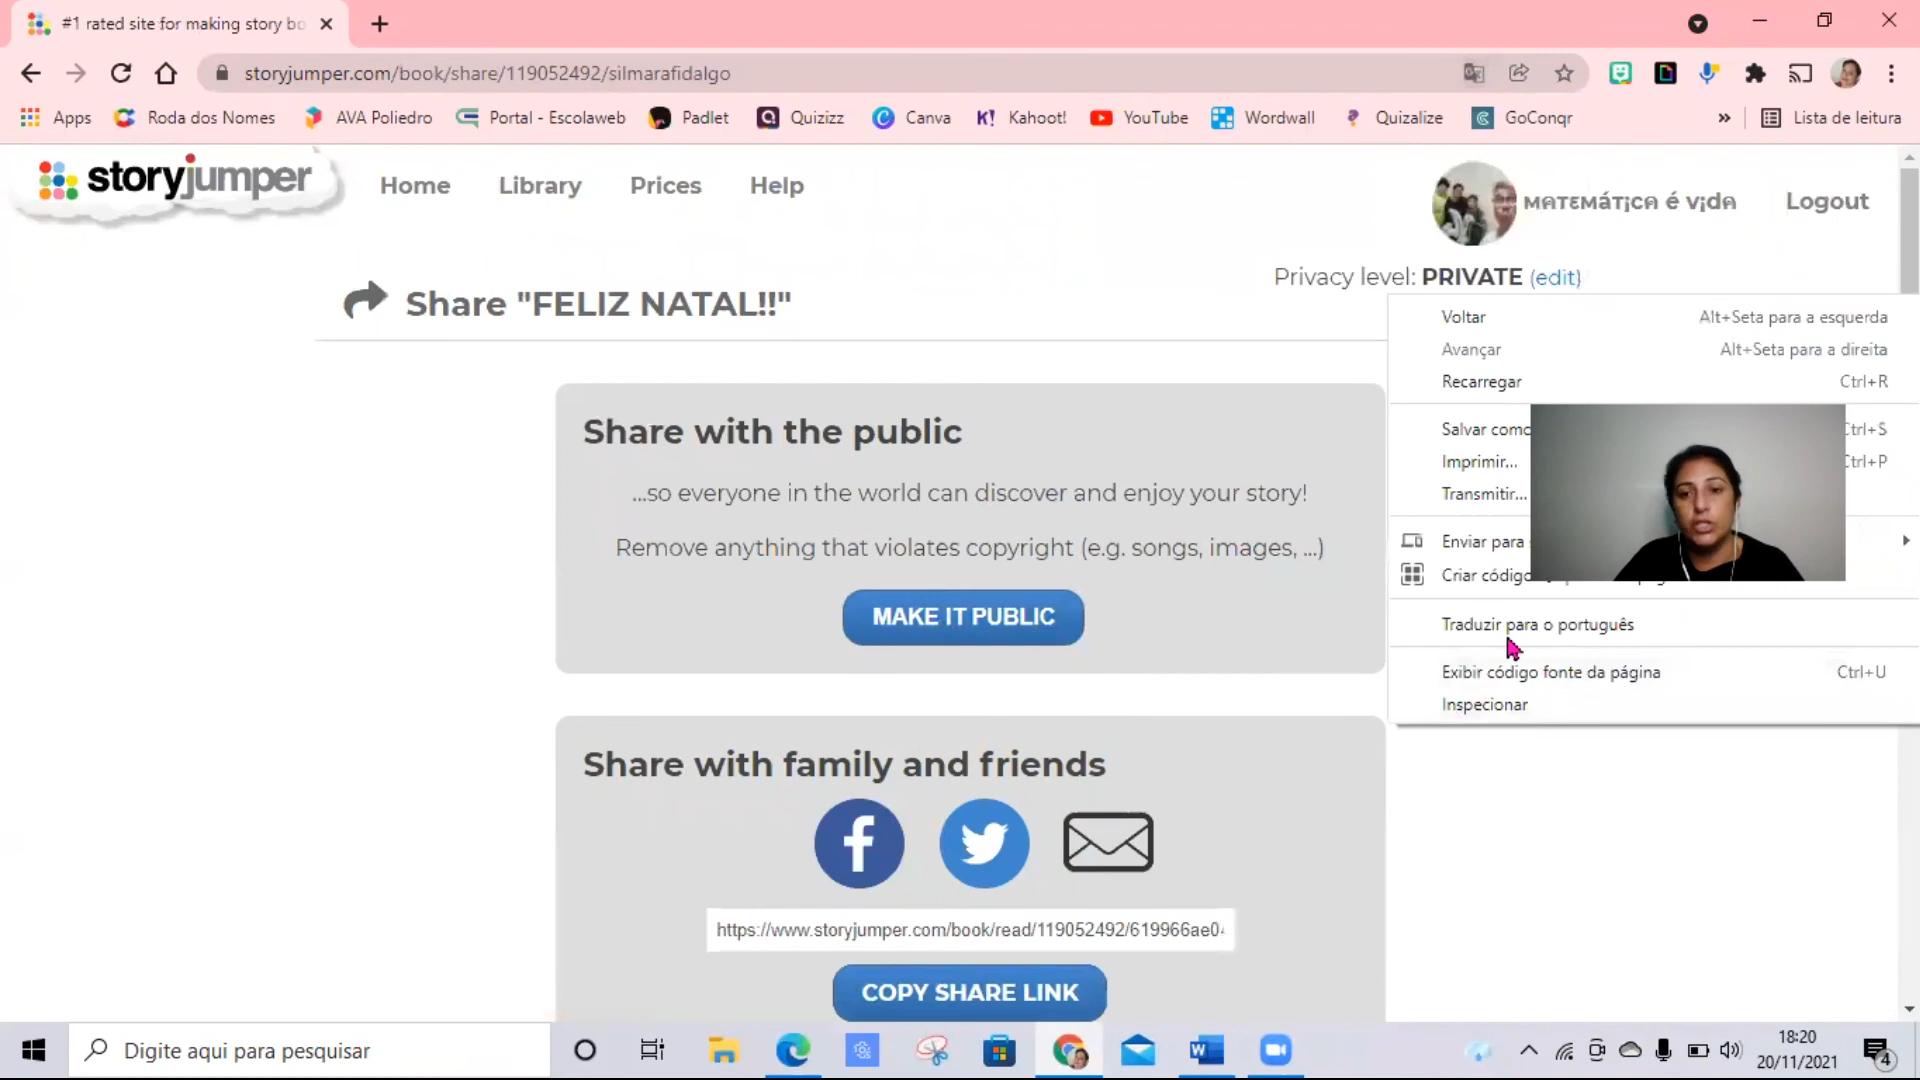 #1 rated site for making story bo
storyjumper.com/book/share/119052492/silmarafidalgo
Apps Roda dos Nomes AVA Poliedro Portal - Escolaweb Padlet Quizizz Canva K! Kahoot! YouTube Wordwall Quizalize GoConqr » Lista de leitura
storyjumper Home Library Prices Help ᴍᴀᴛᴇᴍáᴛ¡ᴄᴀ é ᴠ¡ᴅᴀ Logout
Privacy level: PRIVATE (edit)
Share "FELIZ NATAL!!"
Share with the public
...so everyone in the world can discover and enjoy your story!
Remove anything that violates copyright (e.g. songs, images, ...)
MAKE IT PUBLIC
Share with family and friends
https://www.storyjumper.com/book/read/119052492/619966ae0
COPY SHARE LINK
Voltar Alt+Seta para a esquerda
Avançar Alt+Seta para a direita
Recarregar Ctrl+R
Salvar como Ctrl+S
Imprimir... Ctrl+P
Transmitir...
Enviar para
Criar código
Traduzir para o português
Exibir código fonte da página Ctrl+U
Inspecionar
Digite aqui para pesquisar
18:20
20/11/2021
4